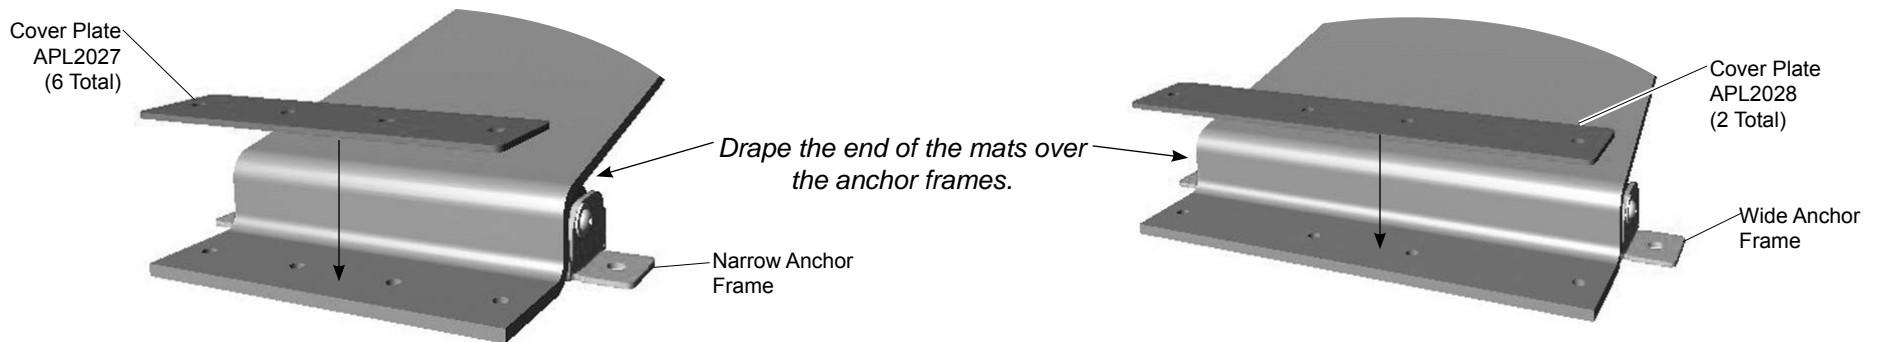 Cover Plate
APL2027
(6 Total)
Drape the end of the mats over
the anchor frames.
Narrow Anchor
Frame
Cover Plate
APL2028
(2 Total)
Wide Anchor
Frame